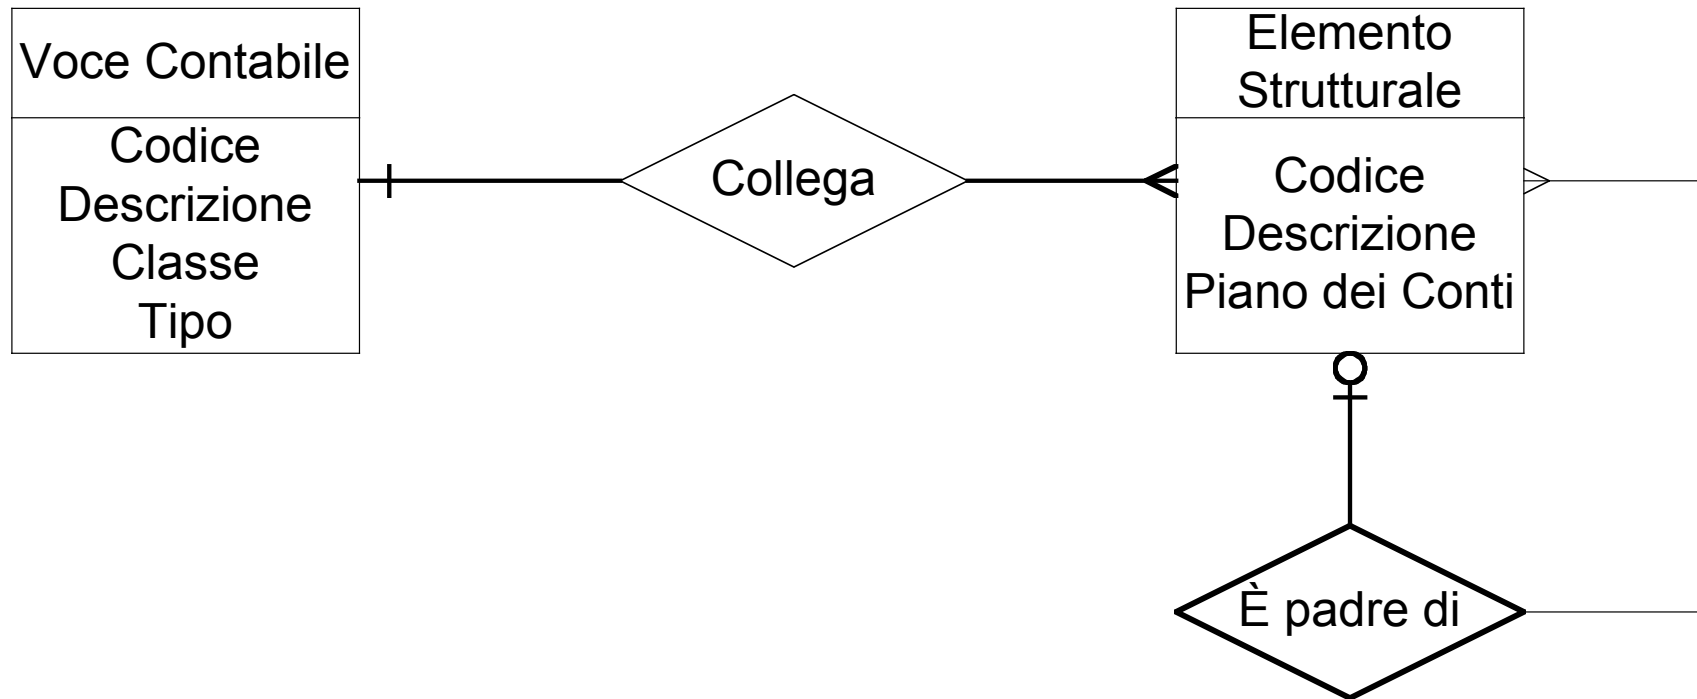 Voce Contabile
Codice
Descrizione
Classe
Tipo
Collega
Elemento
Strutturale
Codice
Descrizione
Piano dei Conti
È padre di